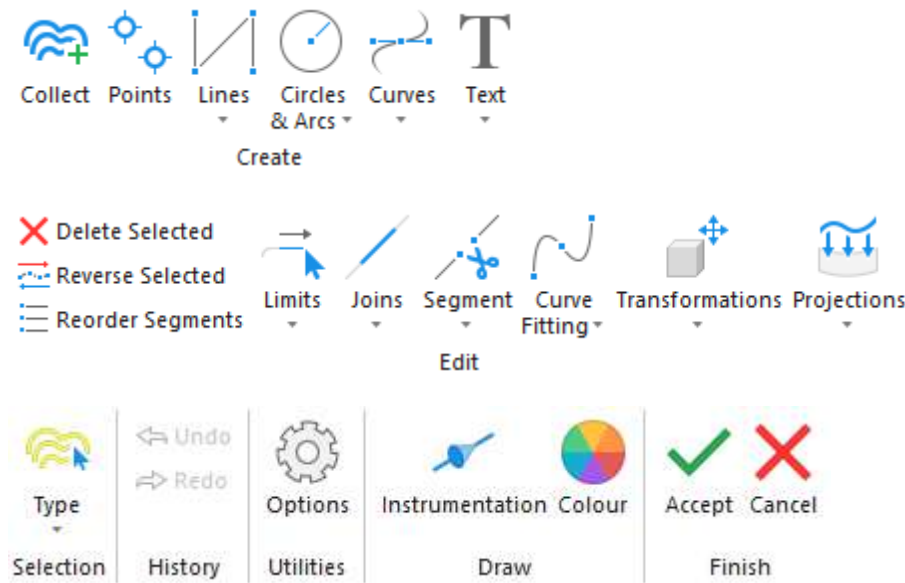 Collect Points Lines Circles Curves Text
& Arcs
Create
Delete Selected
Reverse Selected
Reorder Segments
Limits Joins Segment Curve Transformations Projections
Fitting
Edit
Undo
Redo
Type Options Instrumentation Colour Accept Cancel
Selection History Utilities Draw Finish